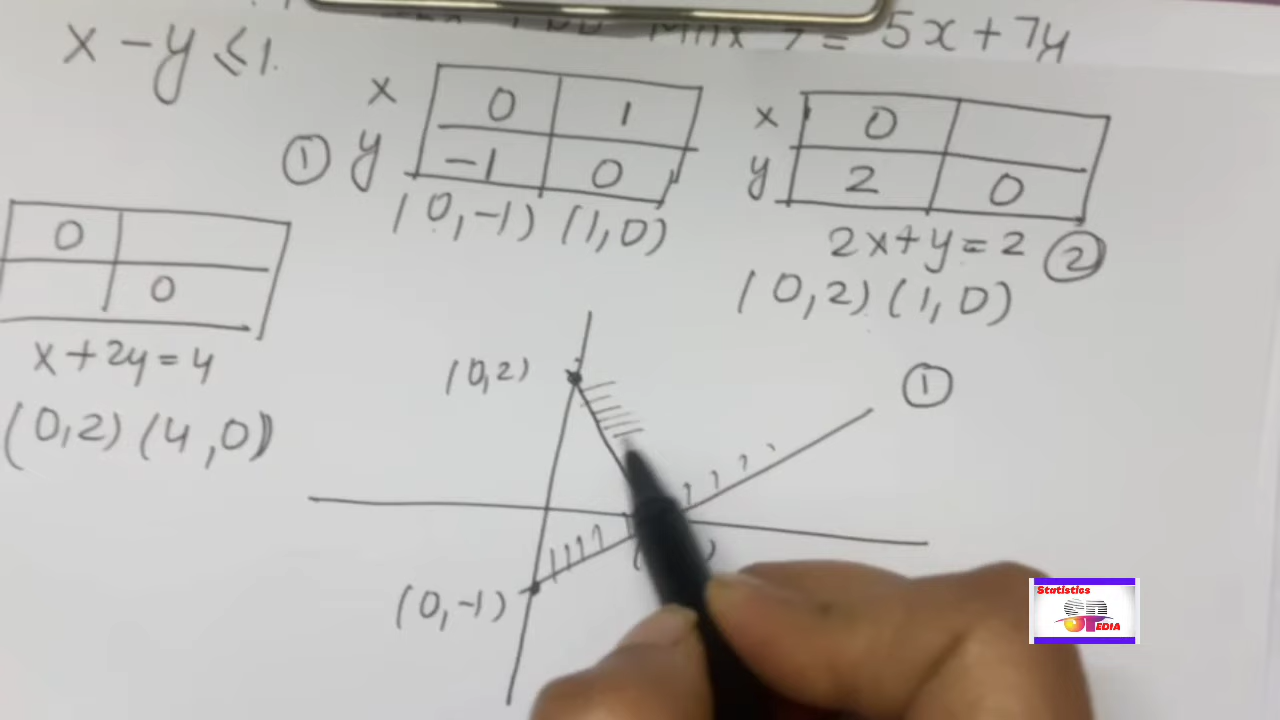 Max Z = 5x + 7y
x - y ≤ 1.
x 0 1
① y -1 0
(0, -1) (1, 0)
x 0
y 2 0
2x + y = 2 ②
(0, 2) (1, 0)
0
0
x + 2y = 4
(0, 2) (4, 0)
(0, 2)
①
(0, -1)
Statistics
PEDIA